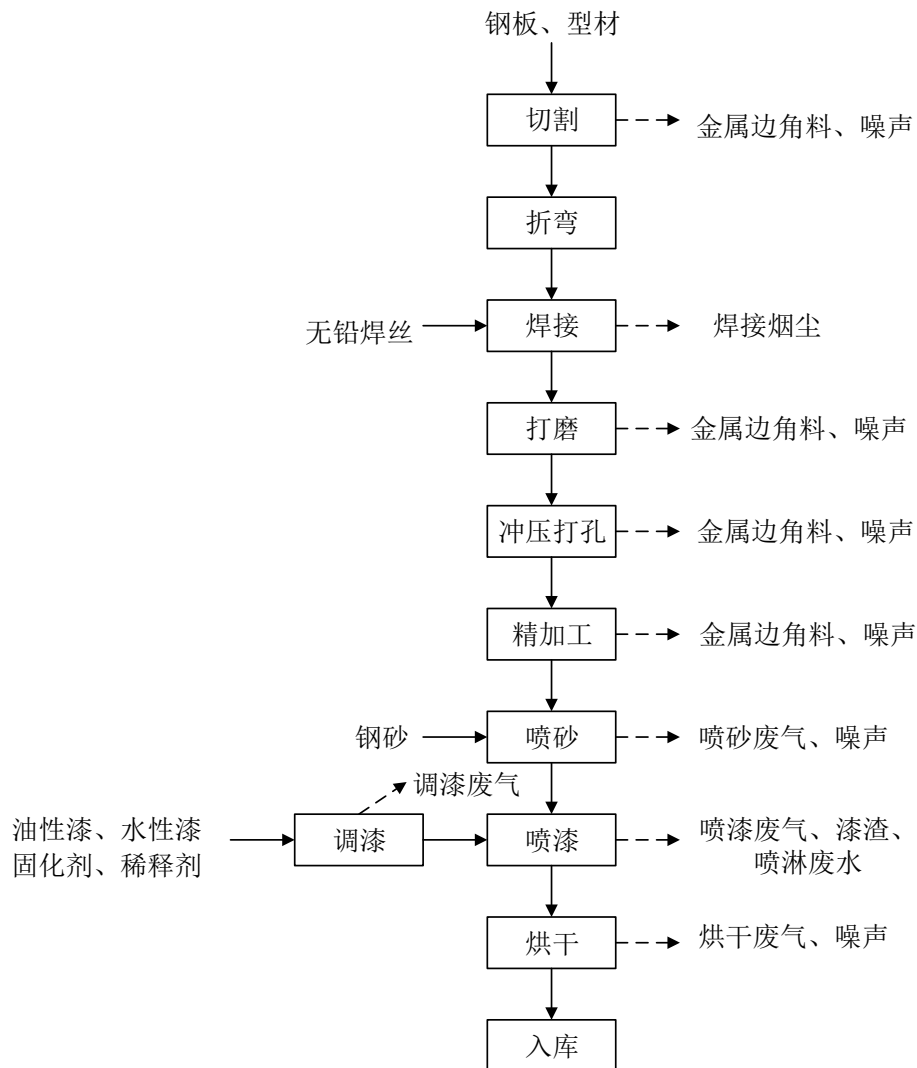 钢板、型材
切割
金属边角料、噪声
折弯
无铅焊丝
焊接
焊接烟尘
打磨
金属边角料、噪声
冲压打孔
金属边角料、噪声
精加工
金属边角料、噪声
钢砂
喷砂
喷砂废气、噪声
调漆废气
油性漆、水性漆
固化剂、稀释剂
调漆
喷漆
喷漆废气、漆渣、
喷淋废水
烘干
烘干废气、噪声
入库